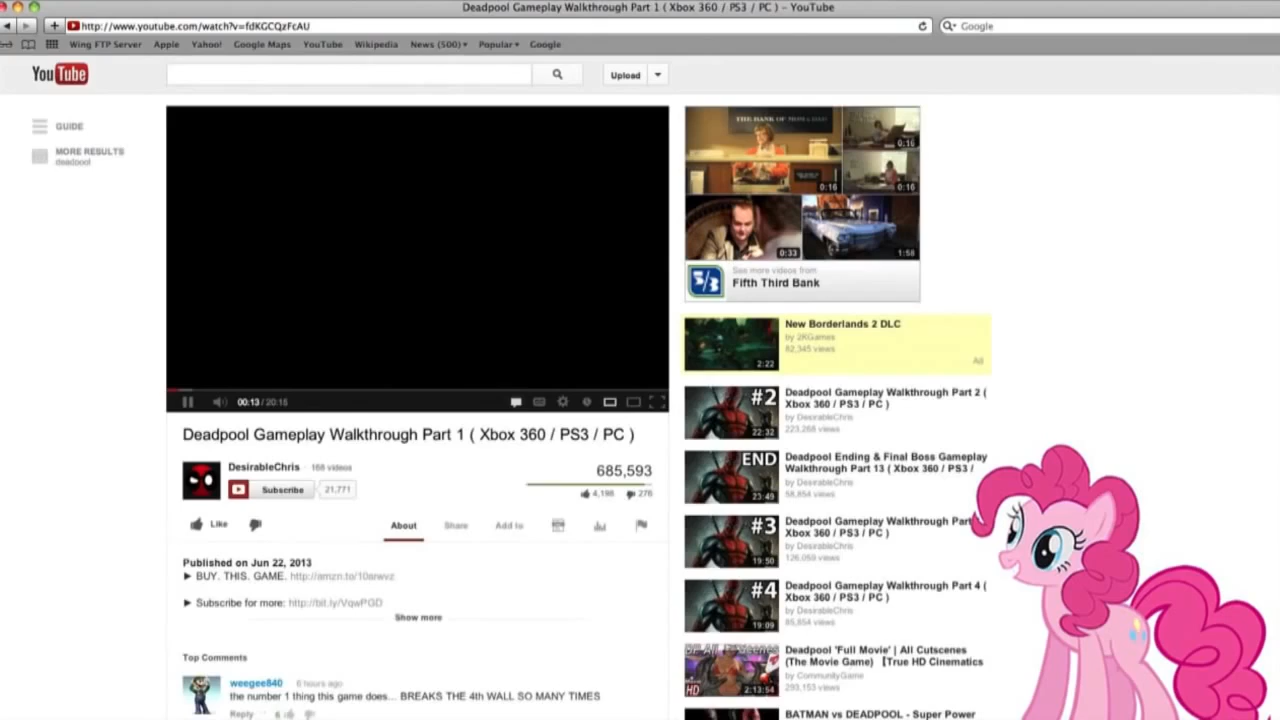 Deadpool Gameplay Walkthrough Part 1 ( Xbox 360 / PS3 / PC ) – YouTube
http://www.youtube.com/watch?v=fdKGCQzFcAU
Google
Wing FTP Server Apple Yahoo! Google Maps YouTube Wikipedia News (500)▾ Popular▾ Google
YouTube
Upload
GUIDE
MORE RESULTS
deadpool
THE BANK OF MOM & DAD
0:16
0:16
0:16
0:33
1:58
See more videos from
5/3
Fifth Third Bank
New Borderlands 2 DLC
by 2KGames
82,345 views
Ad
2:22
#2
22:32
Deadpool Gameplay Walkthrough Part 2 (
Xbox 360 / PS3 / PC )
by DesirableChris
223,268 views
00:13 / 20:15
Deadpool Gameplay Walkthrough Part 1 ( Xbox 360 / PS3 / PC )
DesirableChris · 168 videos
Subscribe 21,771
685,593
4,198 276
Like
About Share Add to
Published on Jun 22, 2013
► BUY. THIS. GAME. http://amzn.to/10arwvz
► Subscribe for more: http://bit.ly/VqwPGD
Show more
Top Comments
weegee840 6 hours ago
the number 1 thing this game does... BREAKS THE 4th WALL SO MANY TIMES
Reply · 6
END
23:49
Deadpool Ending & Final Boss Gameplay
Walkthrough Part 13 ( Xbox 360 / PS3 /
by DesirableChris
58,854 views
#3
19:50
Deadpool Gameplay Walkthrough Part
Xbox 360 / PS3 / PC )
by DesirableChris
126,059 views
#4
19:09
Deadpool Gameplay Walkthrough Part 4 (
Xbox 360 / PS3 / PC )
by DesirableChris
85,854 views
HD
2:13:54
Deadpool 'Full Movie' | All Cutscenes
(The Movie Game) 【True HD Cinematics
by CommunityGame
293,153 views
BATMAN vs DEADPOOL - Super Power